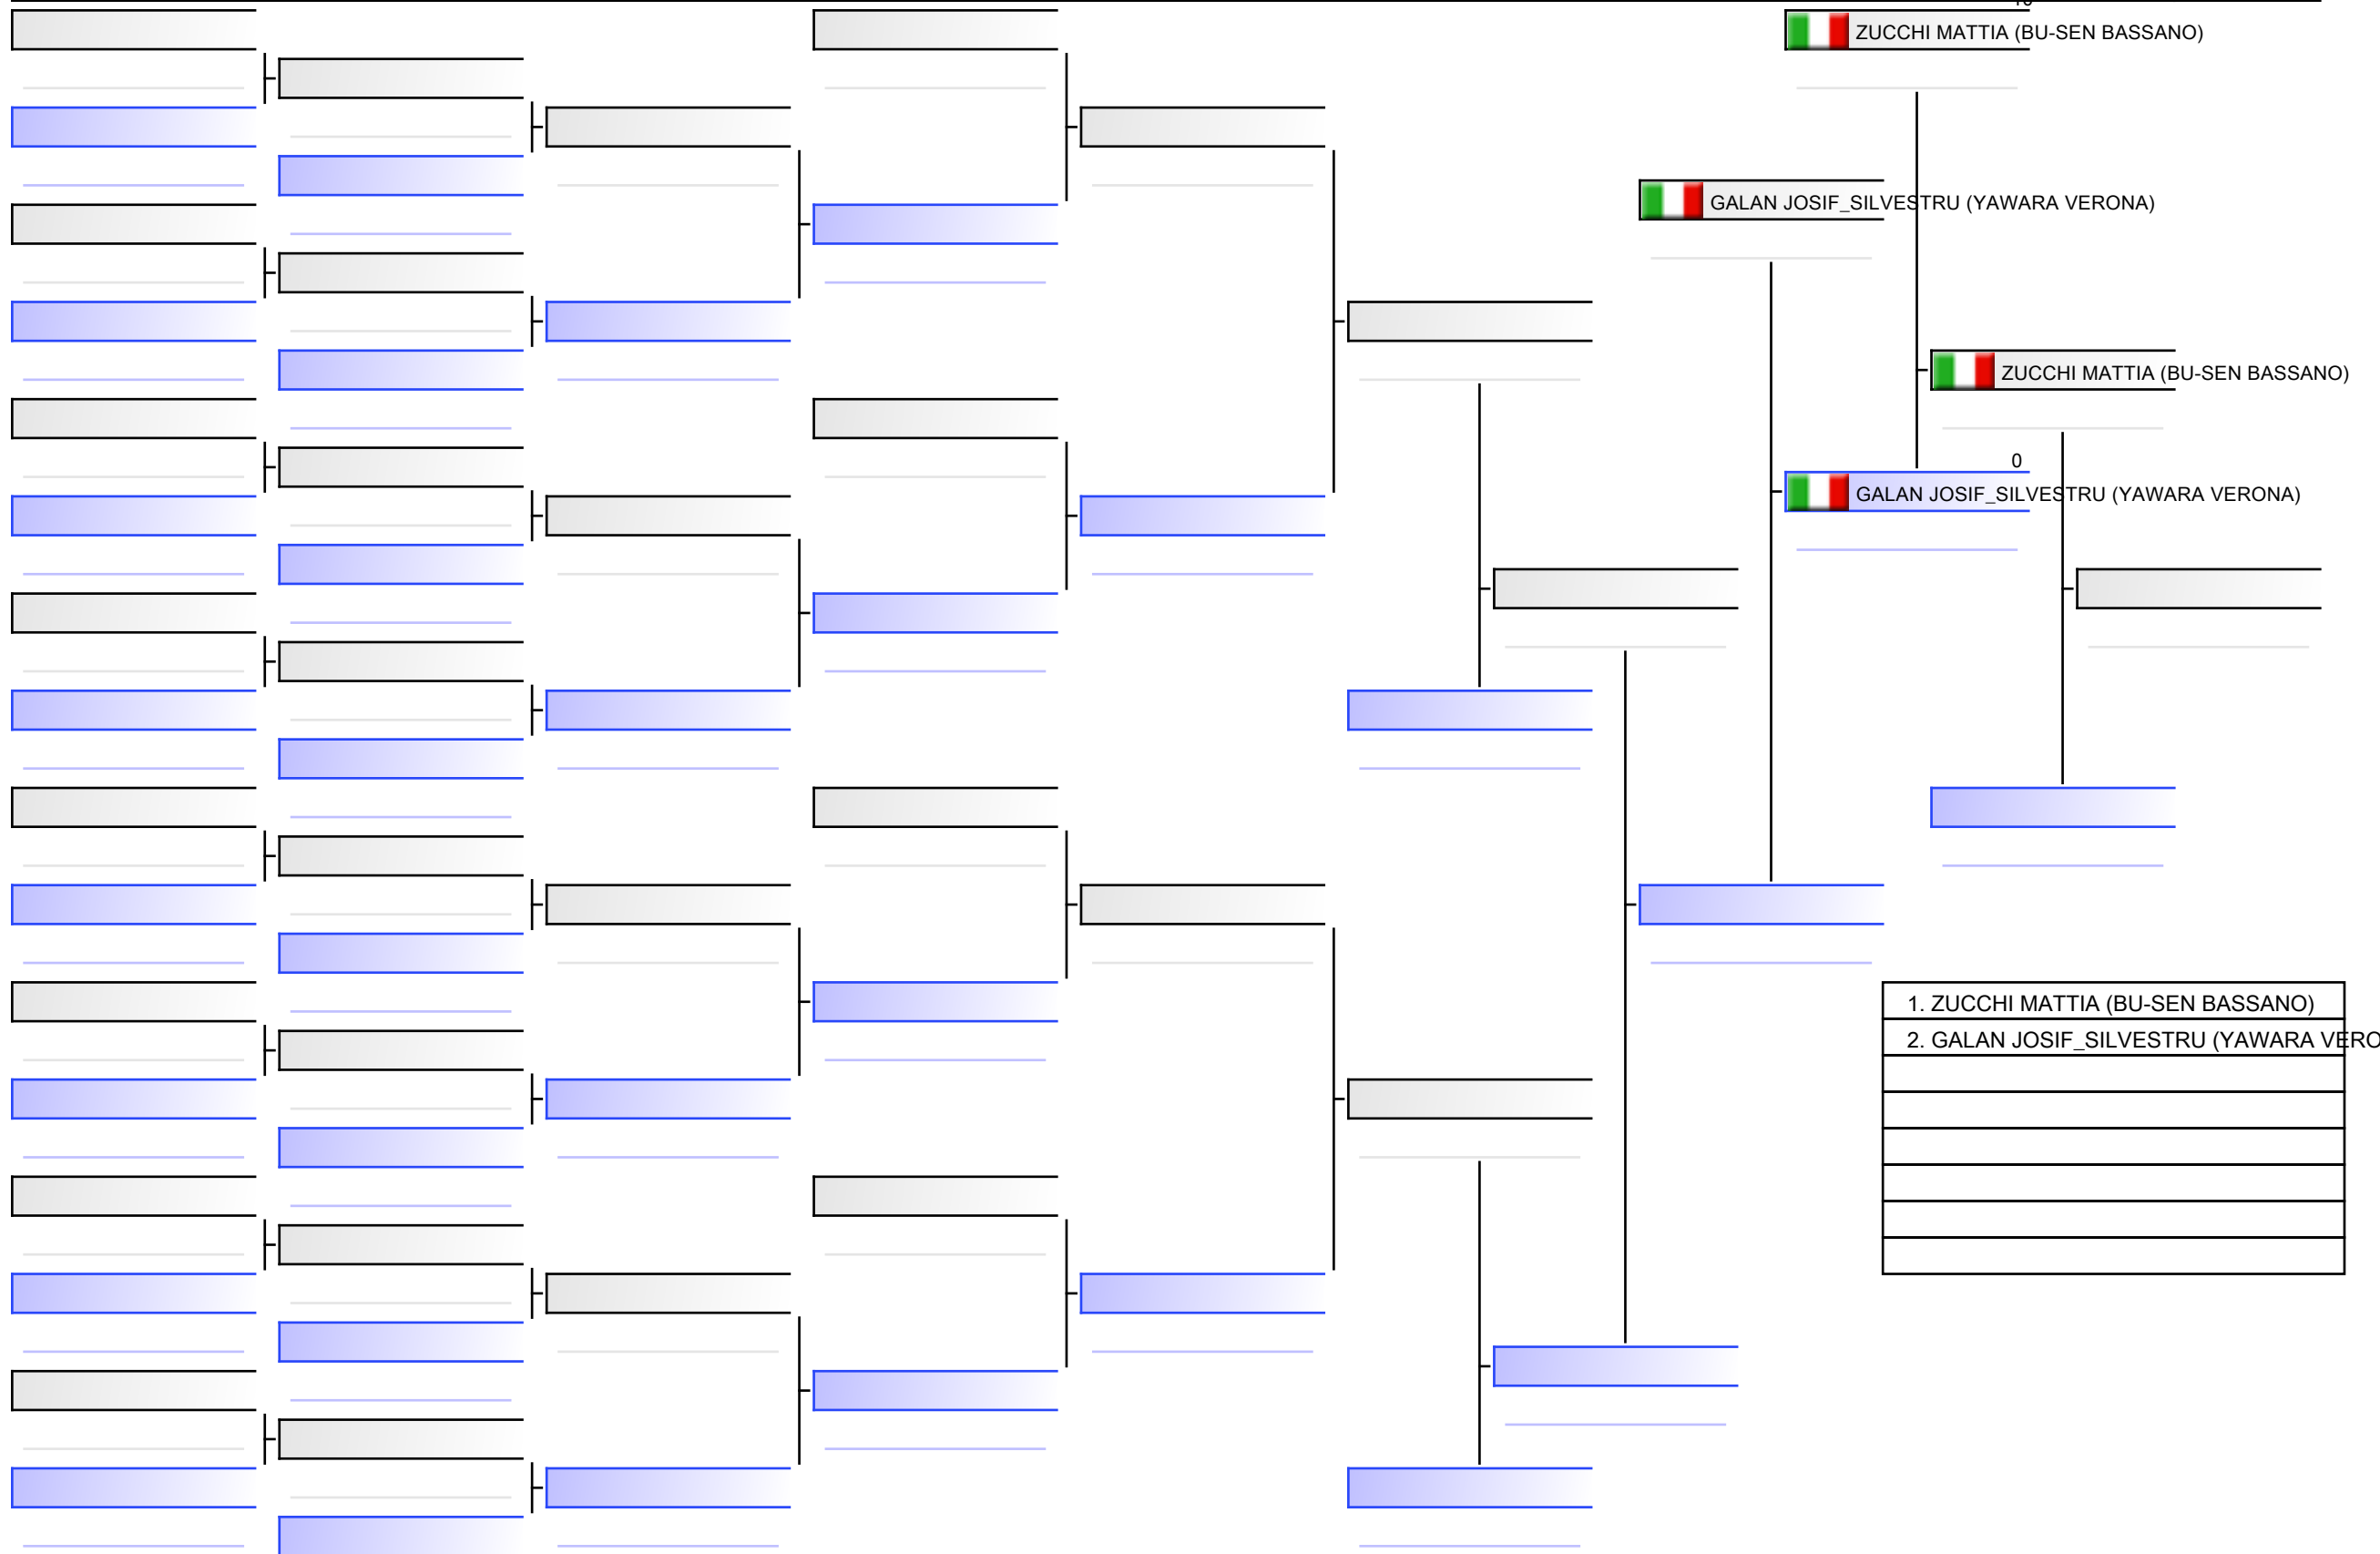 ZUCCHI MATTIA (BU-SEN BASSANO)
GALAN JOSIF_SILVESTRU (YAWARA VERONA)
ZUCCHI MATTIA (BU-SEN BASSANO)
0
GALAN JOSIF_SILVESTRU (YAWARA VERONA)
1. ZUCCHI MATTIA (BU-SEN BASSANO)
2. GALAN JOSIF_SILVESTRU (YAWARA VERO